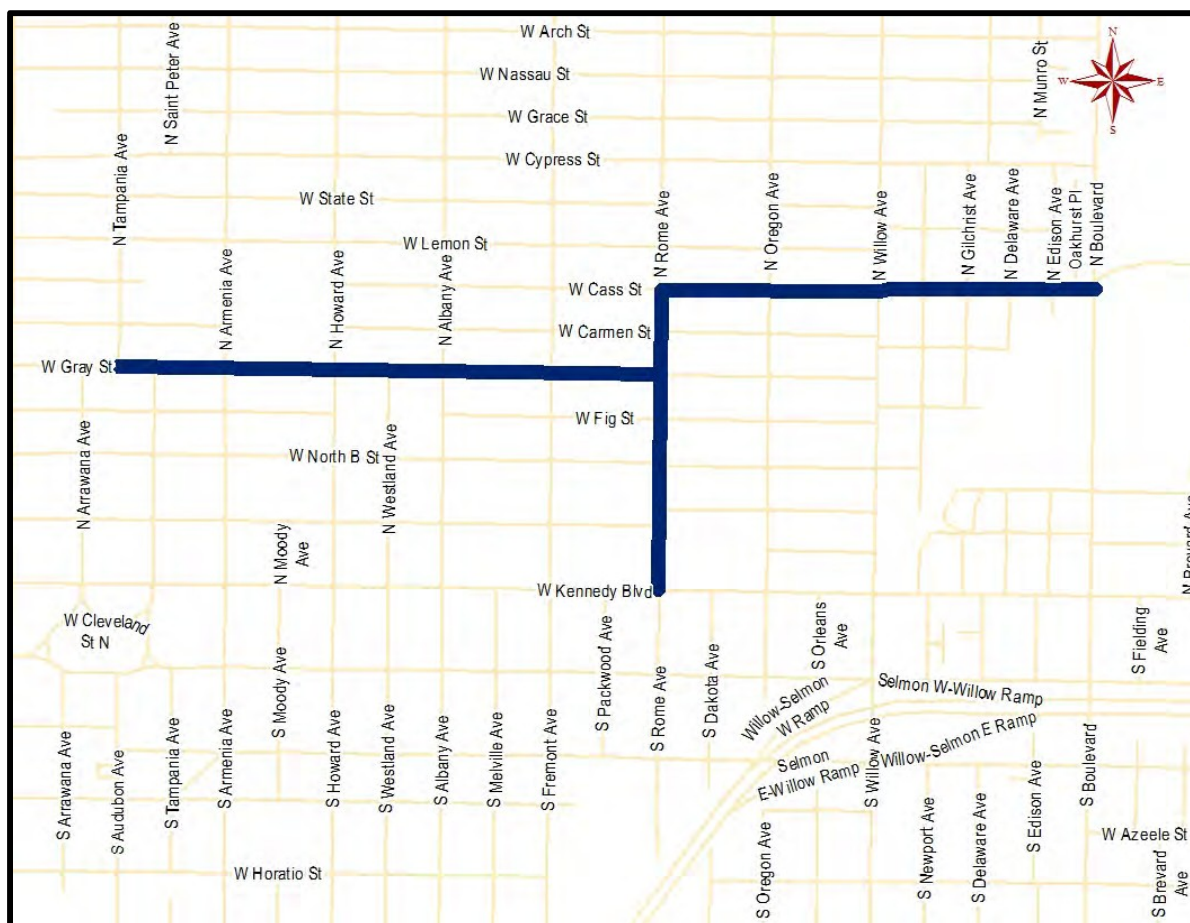 W Arch St
N
W Nassau St
W
E
S
N Munro St
N Saint Peter Ave
W Grace St
W Cypress St
N Tampania Ave
W State St
W Lemon St
N Rome Ave
N Oregon Ave
N Willow Ave
N Gilchrist Ave
N Delaware Ave
N Edison Ave
Oakhurst Pl
N Boulevard
W Cass St
N Armenia Ave
N Howard Ave
N Albany Ave
W Carmen St
W Gray St
W Fig St
W North B St
N Arrawana Ave
N Westland Ave
N Moody
Ave
N Brevard Ave
W Kennedy Blvd
W Cleveland
St N
S Packwood Ave
S Orleans
Ave
S Fielding
Ave
S Moody Ave
S Rome Ave
S Dakota Ave
Willow-Selmon
W Ramp
Selmon W-Willow Ramp
S Arrawana Ave
S Audubon Ave
S Tampania Ave
S Armenia Ave
S Howard Ave
S Westland Ave
S Albany Ave
S Melville Ave
S Fremont Ave
Selmon
E-Willow Ramp
S Willow Ave
Willow-Selmon E Ramp
S Boulevard
S Edison Ave
W Azeele St
W Horatio St
S Oregon Ave
S Newport Ave
S Delaware Ave
S Brevard
Ave